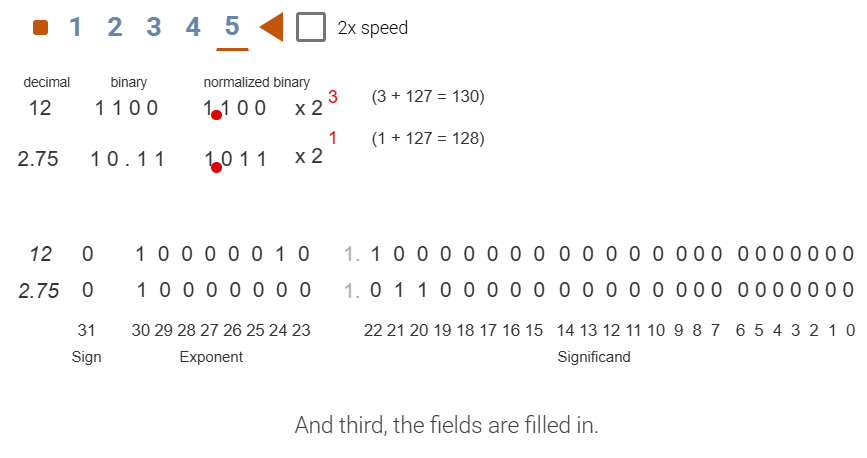 1 2 3 4 5 2x speed
decimal binary normalized binary
12 1 1 0 0 1.1 0 0 x 2 3 (3 + 127 = 130)
2.75 1 0 . 1 1 1.0 1 1 x 2 1 (1 + 127 = 128)
12 0 1 0 0 0 0 0 1 0 1. 1 0 0 0 0 0 0 0 0 0 0 0 0 0 0 0 0 0 0 0 0 0 0
2.75 0 1 0 0 0 0 0 0 0 1. 0 1 1 0 0 0 0 0 0 0 0 0 0 0 0 0 0 0 0 0 0 0 0
31 30 29 28 27 26 25 24 23 22 21 20 19 18 17 16 15 14 13 12 11 10 9 8 7 6 5 4 3 2 1 0
Sign Exponent Significand
And third, the fields are filled in.